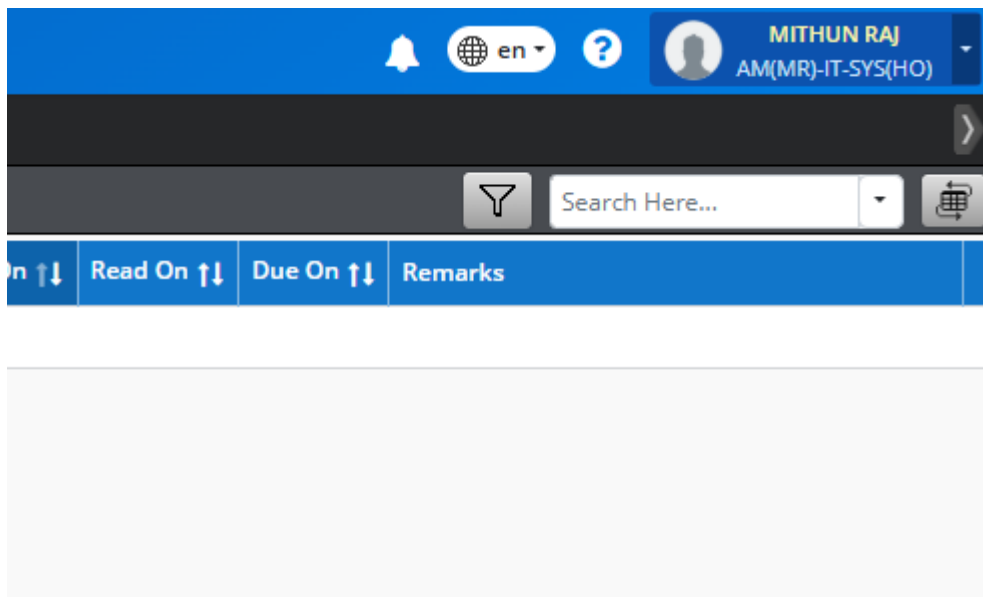 en
MITHUN RAJ
AM(MR)-IT-SYS(HO)
Search Here...
Read On Due On Remarks